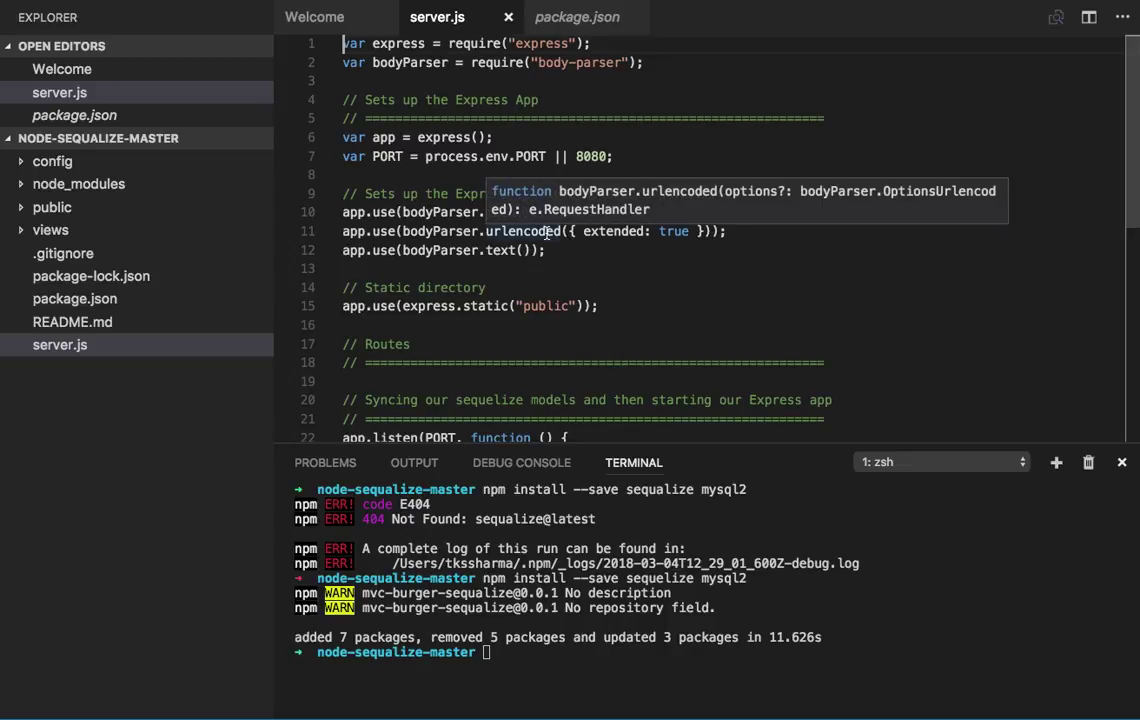 EXPLORER
Welcome
server.js
package.json
OPEN EDITORS
Welcome
server.js
package.json
NODE-SEQUALIZE-MASTER
config
node_modules
public
views
.gitignore
package-lock.json
package.json
README.md
server.js
1 var express = require("express");
2 var bodyParser = require("body-parser");
3
4 // Sets up the Express App
5 // =============================================================
6 var app = express();
7 var PORT = process.env.PORT || 8080;
8
9 // Sets up the Expr
function bodyParser.urlencoded(options?: bodyParser.OptionsUrlencod
ed): e.RequestHandler
10 app.use(bodyParser.
11 app.use(bodyParser.urlencoded({ extended: true }));
12 app.use(bodyParser.text());
13
14 // Static directory
15 app.use(express.static("public"));
16
17 // Routes
18 // =============================================================
19
20 // Syncing our sequelize models and then starting our Express app
21 // =============================================================
22 app.listen(PORT, function () {
PROBLEMS OUTPUT DEBUG CONSOLE TERMINAL 1: zsh
→ node-sequalize-master npm install --save sequalize mysql2
npm ERR! code E404
npm ERR! 404 Not Found: sequalize@latest
npm ERR! A complete log of this run can be found in:
npm ERR! /Users/tkssharma/.npm/_logs/2018-03-04T12_29_01_600Z-debug.log
→ node-sequalize-master npm install --save sequelize mysql2
npm WARN mvc-burger-sequalize@0.0.1 No description
npm WARN mvc-burger-sequalize@0.0.1 No repository field.
added 7 packages, removed 5 packages and updated 3 packages in 11.626s
→ node-sequalize-master